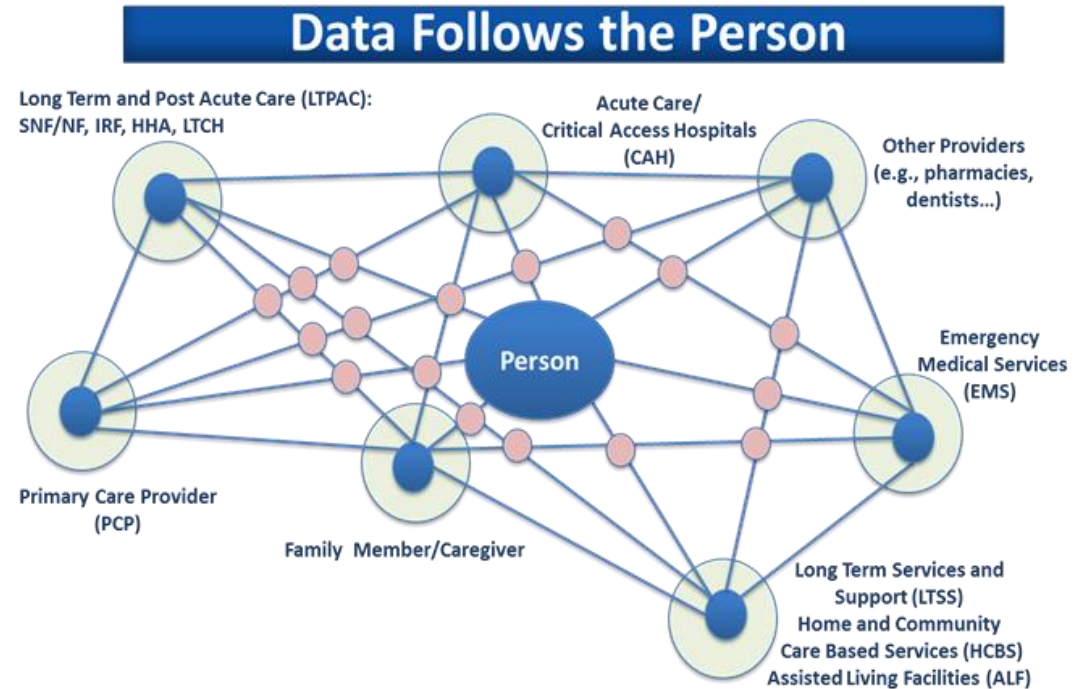 Data Follows the Person
Long Term and Post Acute Care (LTPAC):
SNF/NF, IRF, HHA, LTCH
Acute Care/
Critical Access Hospitals
(CAH)
Other Providers
(e.g., pharmacies,
dentists...)
Person
Emergency
Medical Services
(EMS)
Primary Care Provider
(PCP)
Family Member/Caregiver
Long Term Services and
Support (LTSS)
Home and Community
Care Based Services (HCBS)
Assisted Living Facilities (ALF)